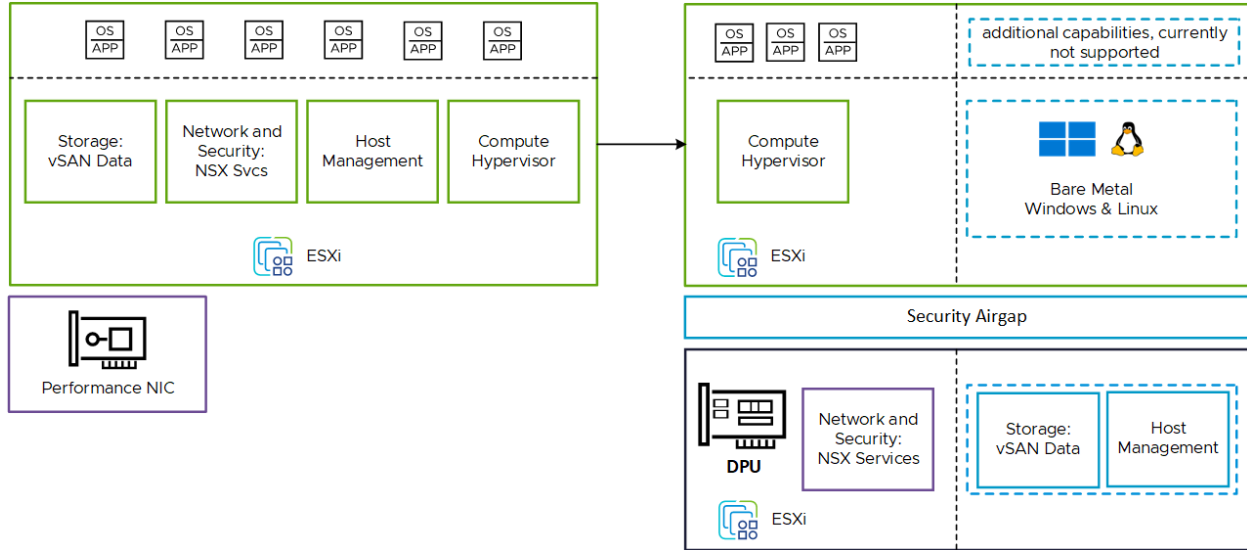 OS
APP
OS
APP
OS
APP
OS
APP
OS
APP
OS
APP
Storage:
vSAN Data
Network and
Security:
NSX Svcs
Host
Management
Compute
Hypervisor
ESXi
Performance NIC
OS
APP
OS
APP
OS
APP
additional capabilities, currently
not supported
Compute
Hypervisor
Bare Metal
Windows & Linux
ESXi
Security Airgap
DPU
Network and
Security:
NSX Services
Storage:
vSAN Data
Host
Management
ESXi